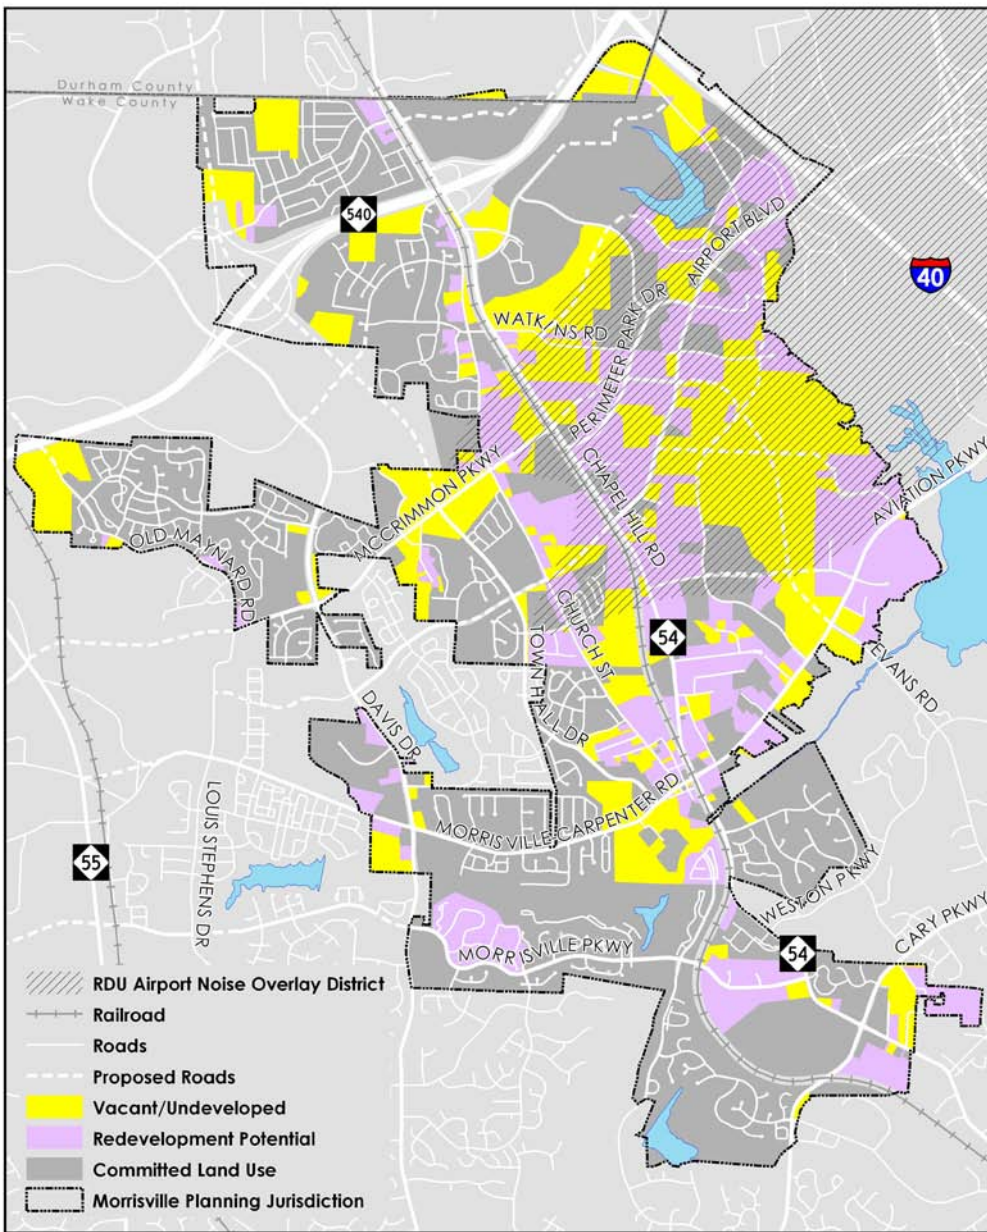 Durham County
Wake County
540
40
WATKINS RD
PERIMETER PARK DR
AIRPORT BLVD
MCCRIMMON PKWY
CHAPEL HILL RD
AVIATION PKWY
OLD MAYNARD RD
CHURCH ST
54
TOWN HALL DR
EVANS RD
DAVIS DR
LOUIS STEPHENS DR
MORRISVILLE-CARPENTER RD
55
WESTON PKWY
CARY PKWY
MORRISVILLE PKWY
54
RDU Airport Noise Overlay District
Railroad
Roads
Proposed Roads
Vacant/Undeveloped
Redevelopment Potential
Committed Land Use
Morrisville Planning Jurisdiction